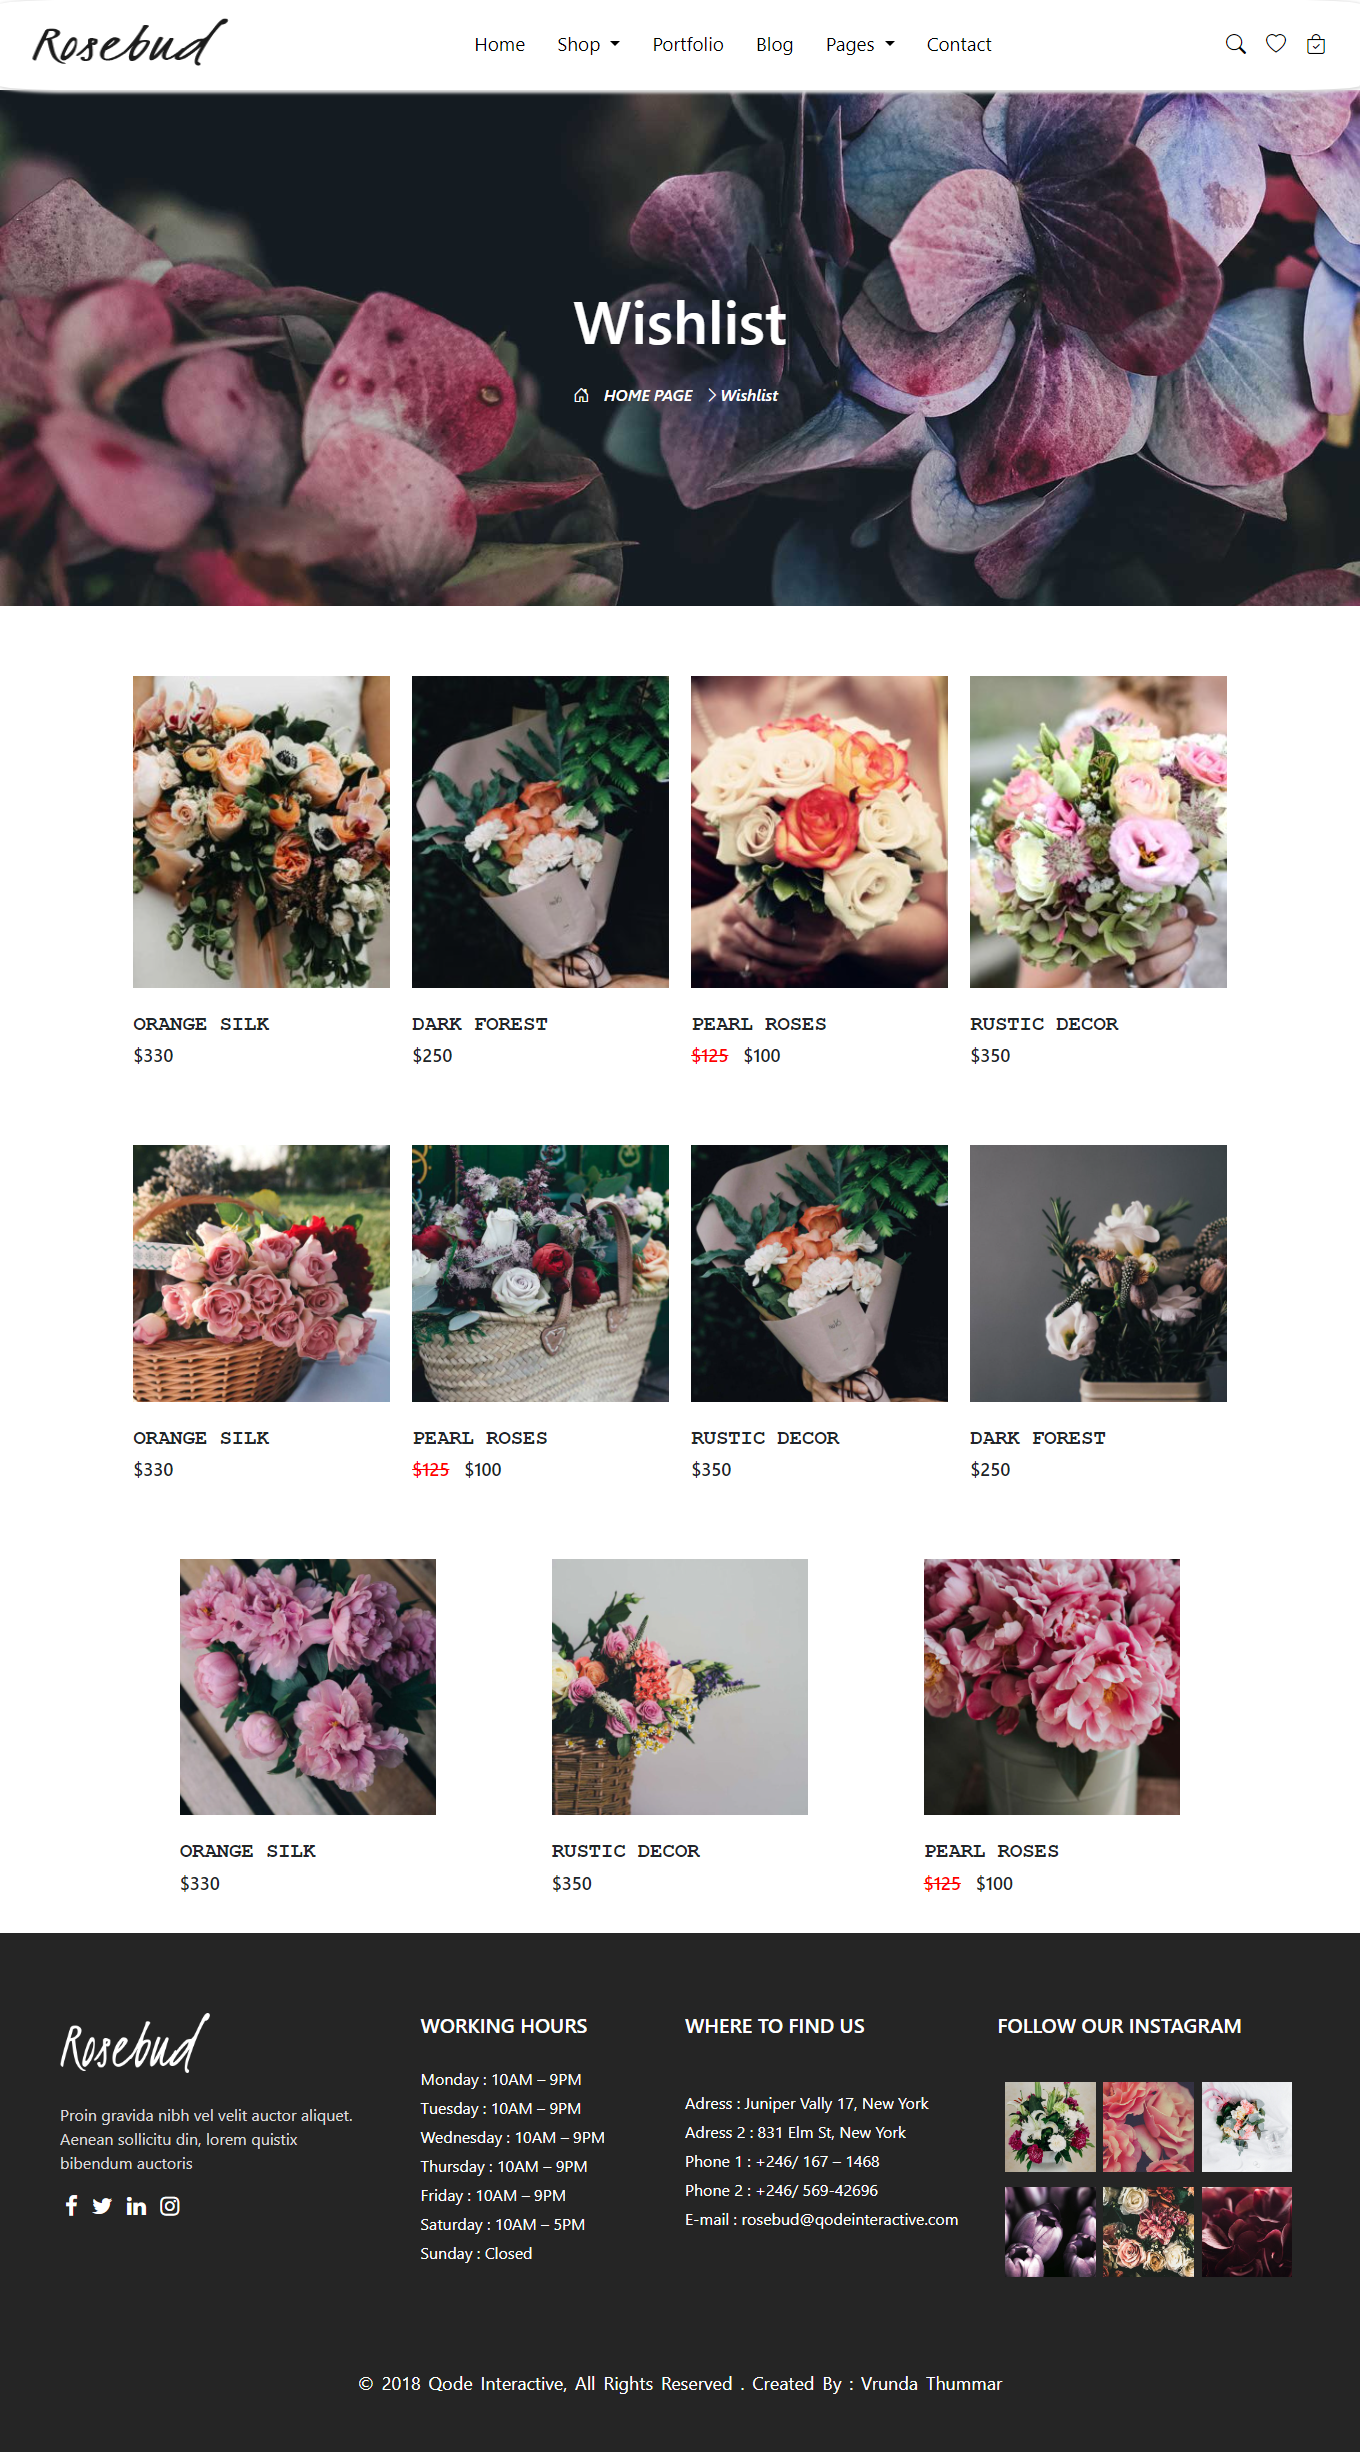 Rosebud
Home Shop Portfolio Blog Pages Contact
Wishlist
HOME PAGE Wishlist
ORANGE SILK
$330
DARK FOREST
$250
PEARL ROSES
$125 $100
RUSTIC DECOR
$350
ORANGE SILK
$330
PEARL ROSES
$125 $100
RUSTIC DECOR
$350
DARK FOREST
$250
ORANGE SILK
$330
RUSTIC DECOR
$350
PEARL ROSES
$125 $100
Rosebud
Proin gravida nibh vel velit auctor aliquet.
Aenean sollicitu din, lorem quistix
bibendum auctoris
WORKING HOURS
Monday : 10AM – 9PM
Tuesday : 10AM – 9PM
Wednesday : 10AM – 9PM
Thursday : 10AM – 9PM
Friday : 10AM – 9PM
Saturday : 10AM – 5PM
Sunday : Closed
WHERE TO FIND US
Adress : Juniper Vally 17, New York
Adress 2 : 831 Elm St, New York
Phone 1 : +246/ 167 – 1468
Phone 2 : +246/ 569-42696
E-mail : rosebud@qodeinteractive.com
FOLLOW OUR INSTAGRAM
© 2018 Qode Interactive, All Rights Reserved . Created By : Vrunda Thummar